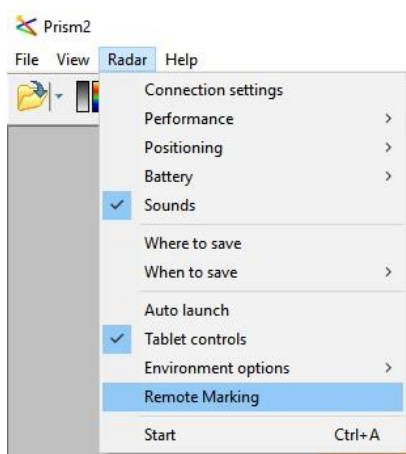 Prism2
File View Radar Help
Connection settings
Performance
Positioning
Battery
Sounds
Where to save
When to save
Auto launch
Tablet controls
Environment options
Remote Marking
Start Ctrl+A